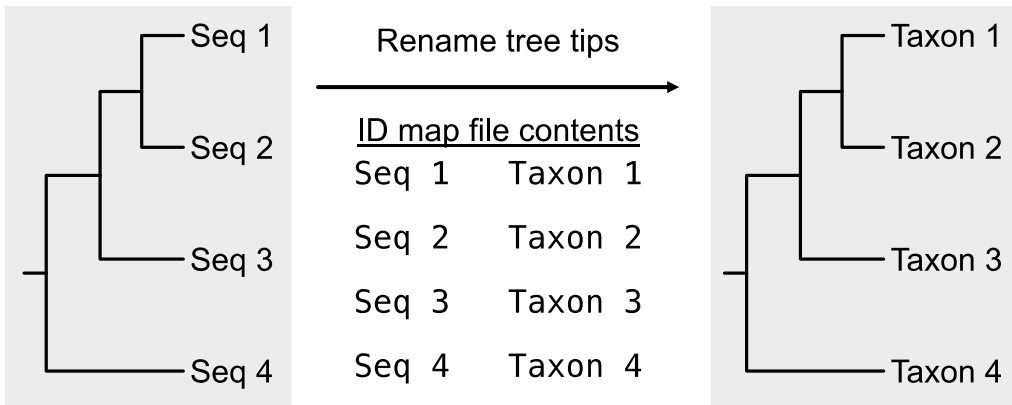 Seq 1
Seq 2
Seq 3
Seq 4
Rename tree tips
ID map file contents
Seq 1 Taxon 1
Seq 2 Taxon 2
Seq 3 Taxon 3
Seq 4 Taxon 4
Taxon 1
Taxon 2
Taxon 3
Taxon 4